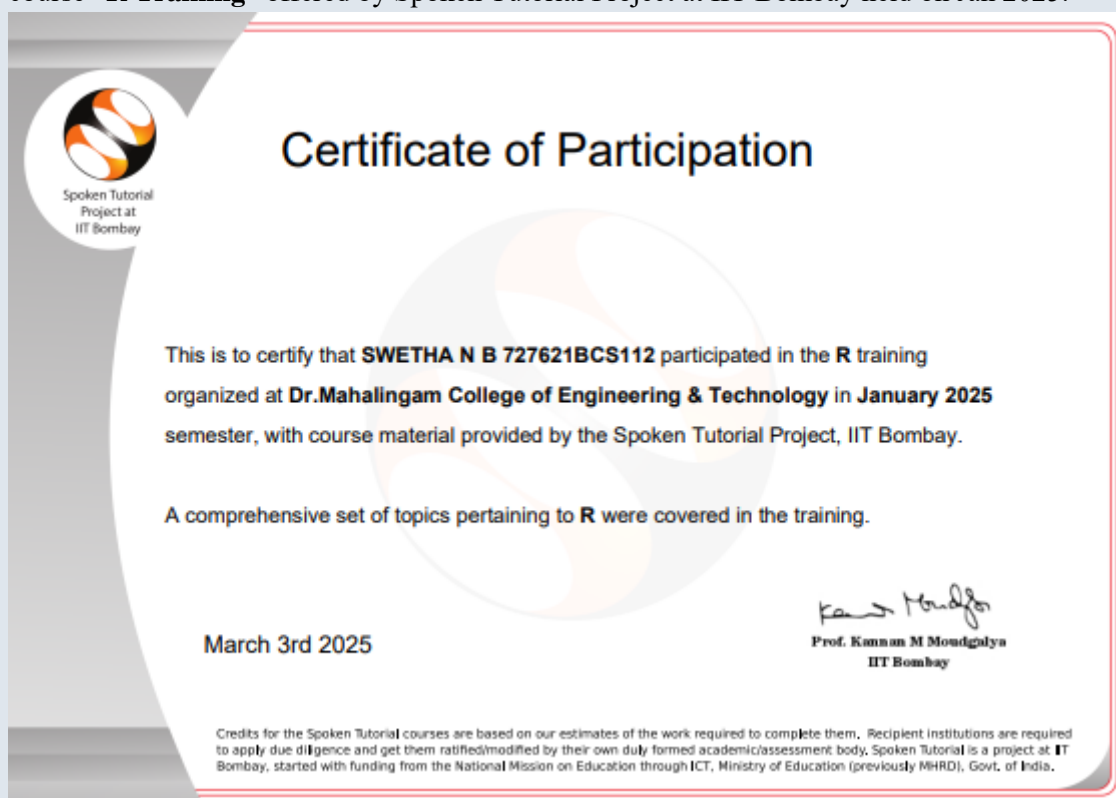 Spoken Tutorial
Project at
IIT Bombay
Certificate of Participation
This is to certify that SWETHA N B 727621BCS112 participated in the R training
organized at Dr.Mahalingam College of Engineering & Technology in January 2025
semester, with course material provided by the Spoken Tutorial Project, IIT Bombay.
A comprehensive set of topics pertaining to R were covered in the training.
March 3rd 2025
Prof. Kannan M Moudgalya
IIT Bombay
Credits for the Spoken Tutorial courses are based on our estimates of the work required to complete them. Recipient institutions are required
to apply due diligence and get them ratified/modified by their own duly formed academic/assessment body. Spoken Tutorial is a project at IIT
Bombay, started with funding from the National Mission on Education through ICT, Ministry of Education (previously MHRD), Govt. of India.